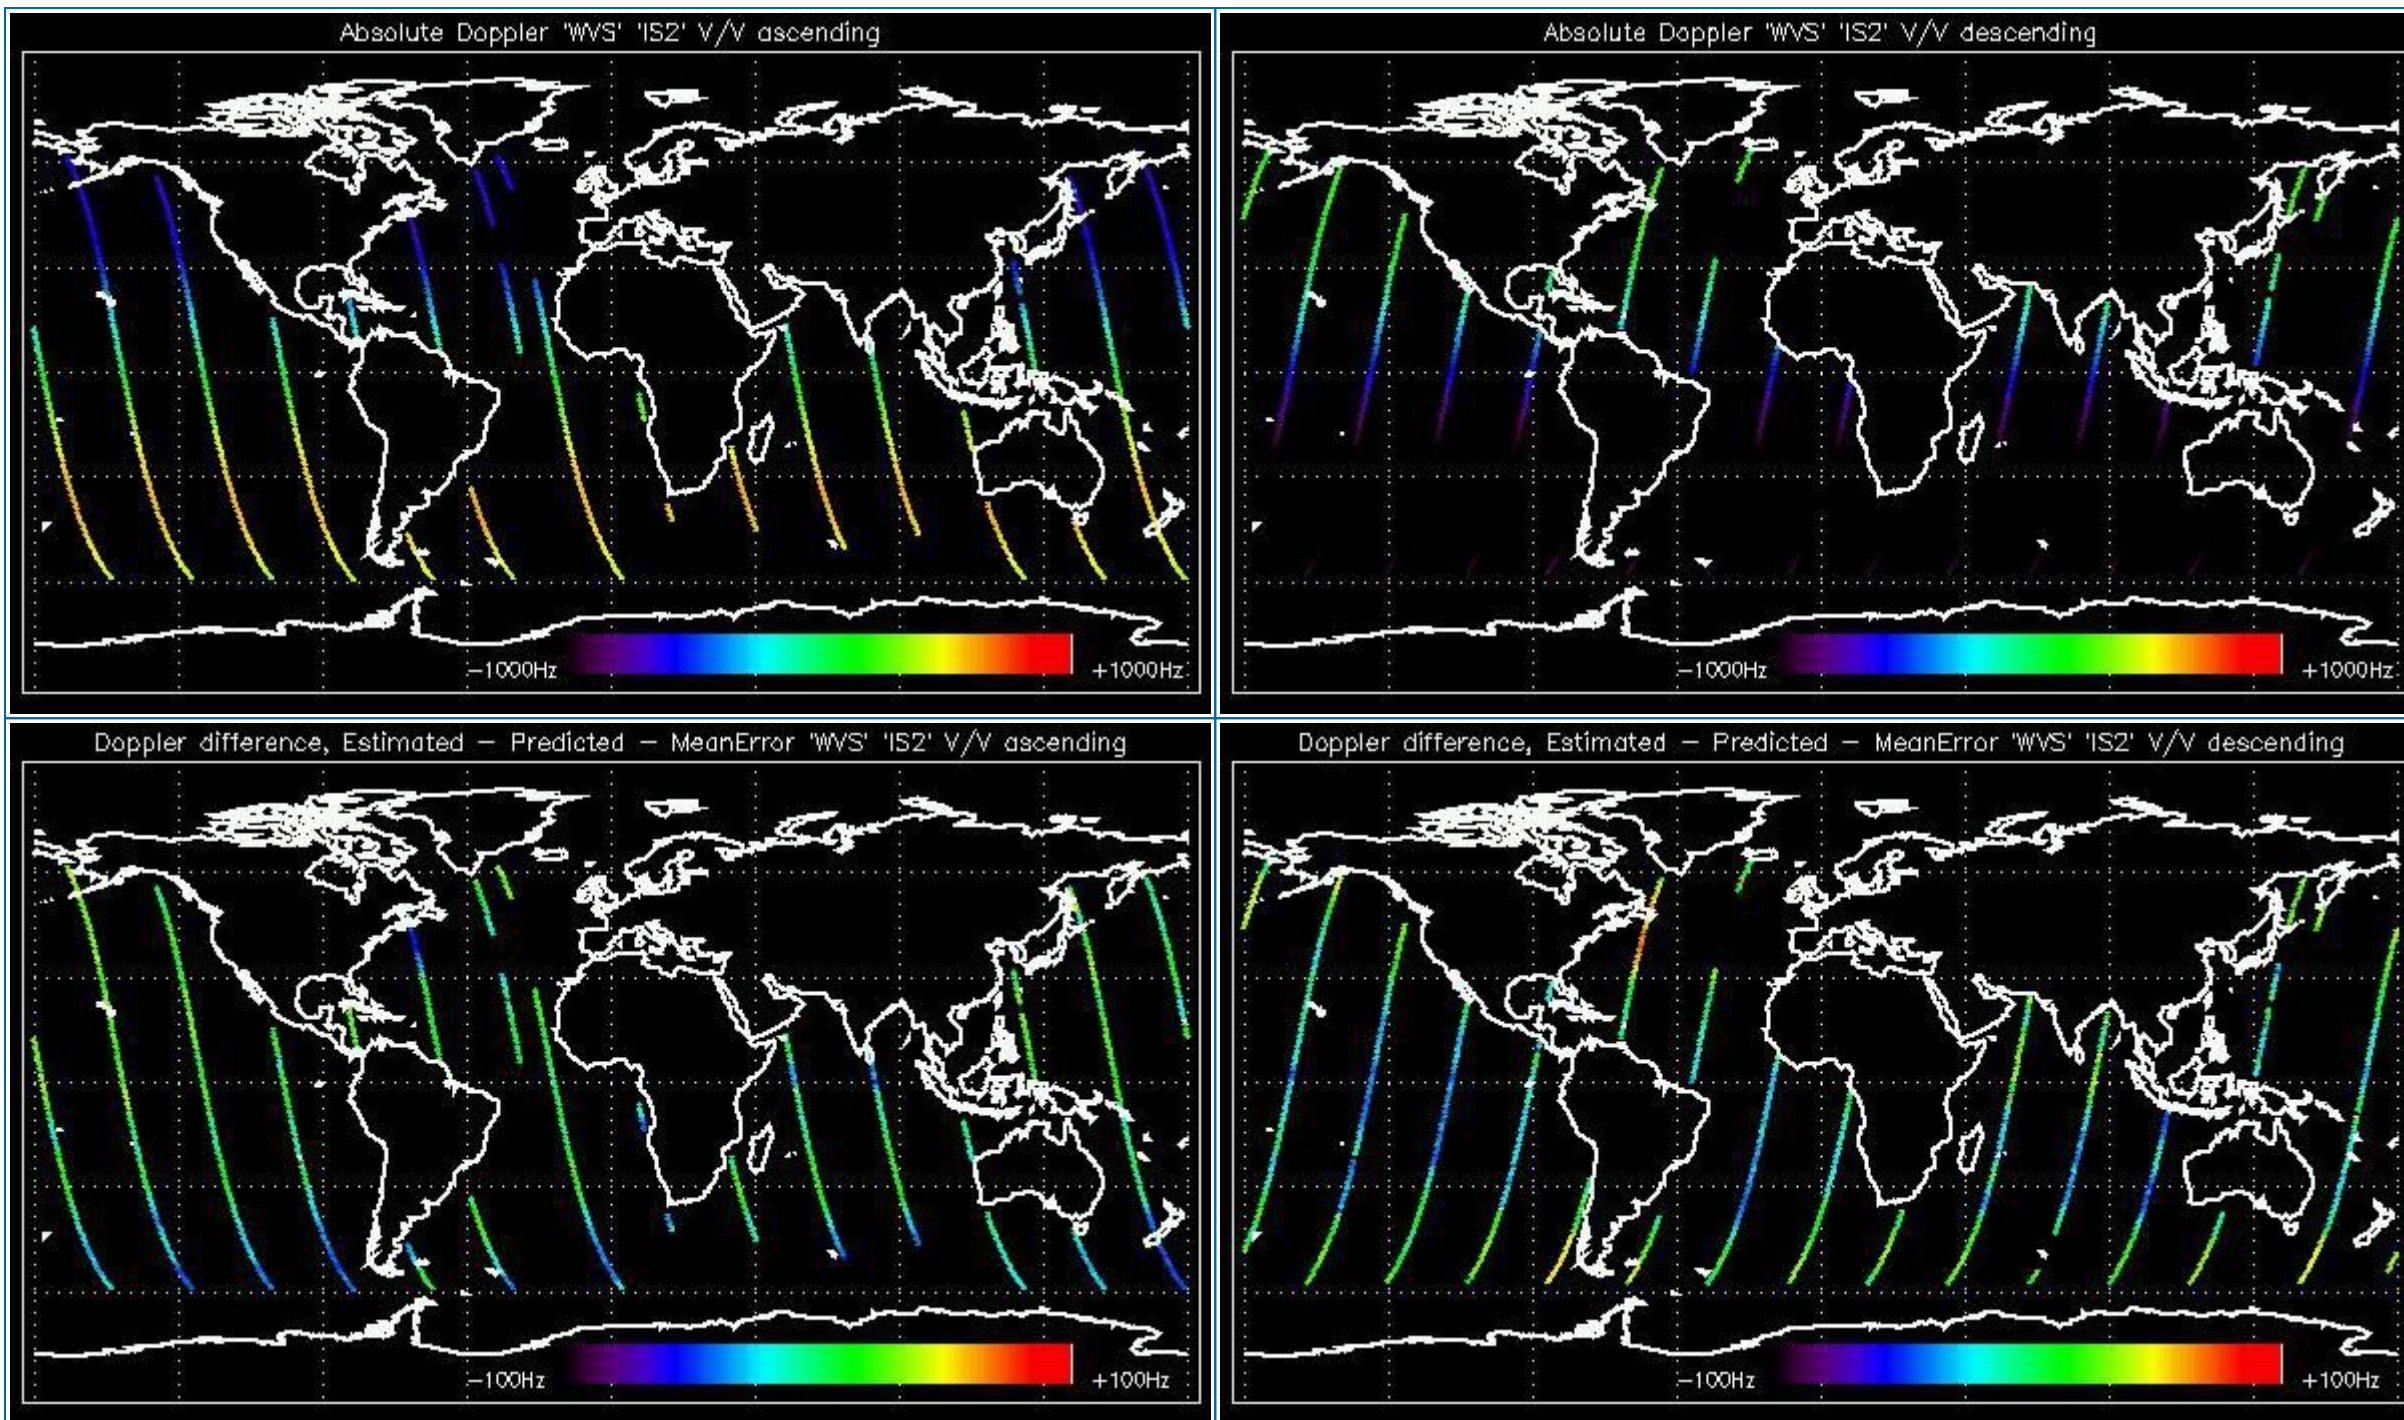 Absolute Doppler 'WVS' 'IS2' V/V ascending
−1000Hz
+1000Hz
Absolute Doppler 'WVS' 'IS2' V/V descending
−1000Hz
+1000Hz
Doppler difference, Estimated − Predicted − MeanError 'WVS' 'IS2' V/V ascending
−100Hz
+100Hz
Doppler difference, Estimated − Predicted − MeanError 'WVS' 'IS2' V/V descending
−100Hz
+100Hz